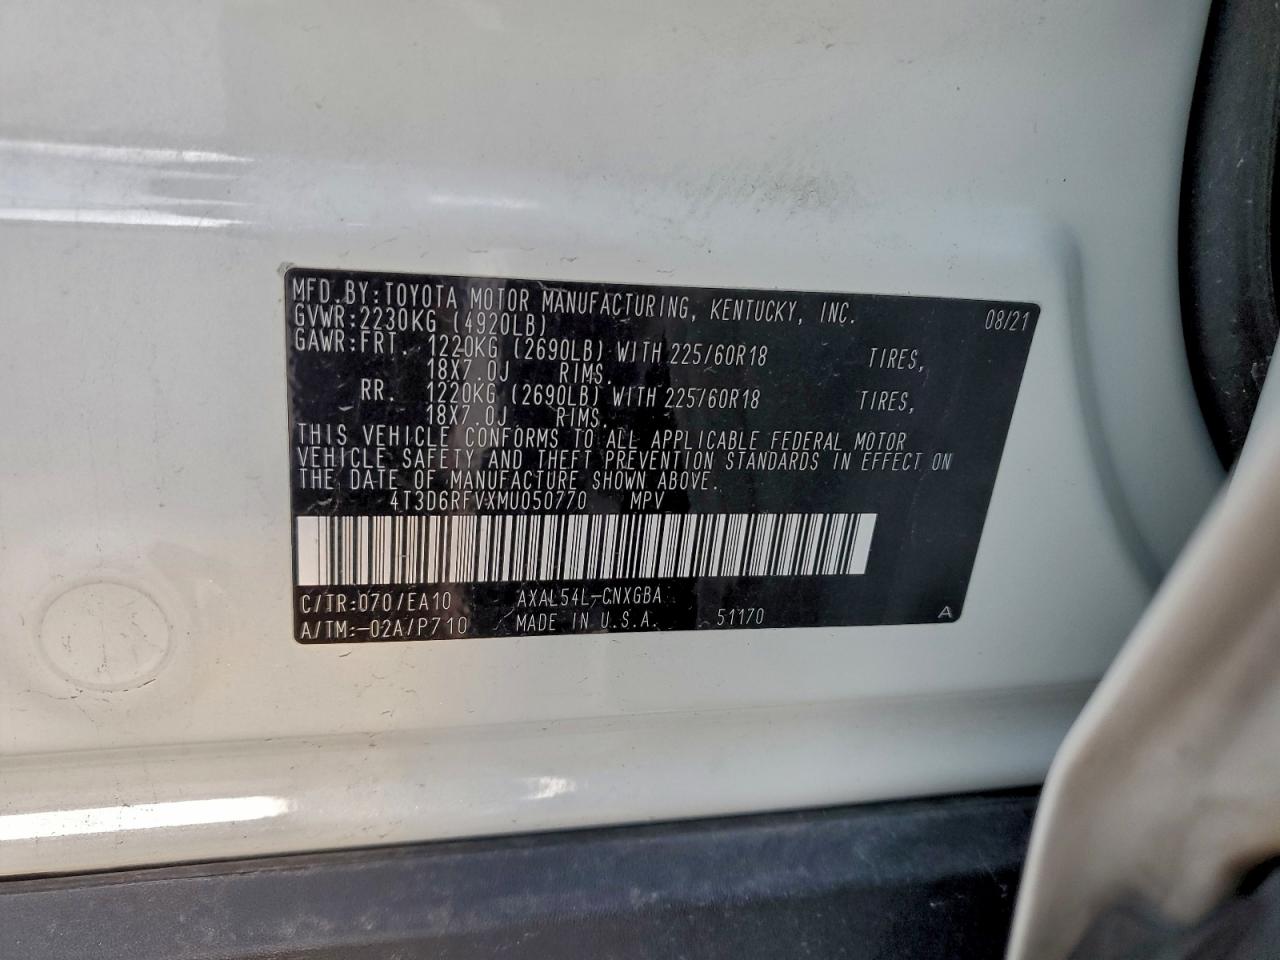 MFD.BY:TOYOTA MOTOR MANUFACTURING, KENTUCKY, INC. 08/21
GVWR:2230KG (4920LB)
GAWR:FRT. 1220KG (2690LB) WITH 225/60R18 TIRES,
18X7.0J RIMS.
RR. 1220KG (2690LB) WITH 225/60R18 TIRES,
18X7.0J RIMS.
THIS VEHICLE CONFORMS TO ALL APPLICABLE FEDERAL MOTOR
VEHICLE SAFETY AND THEFT PREVENTION STANDARDS IN EFFECT ON
THE DATE OF MANUFACTURE SHOWN ABOVE.
4T3D6RFVXMU050770 MPV
C/TR:070/EA10 AXAL54L-CNXGBA
A/TM:-02A/P710 MADE IN U.S.A. 51170 A